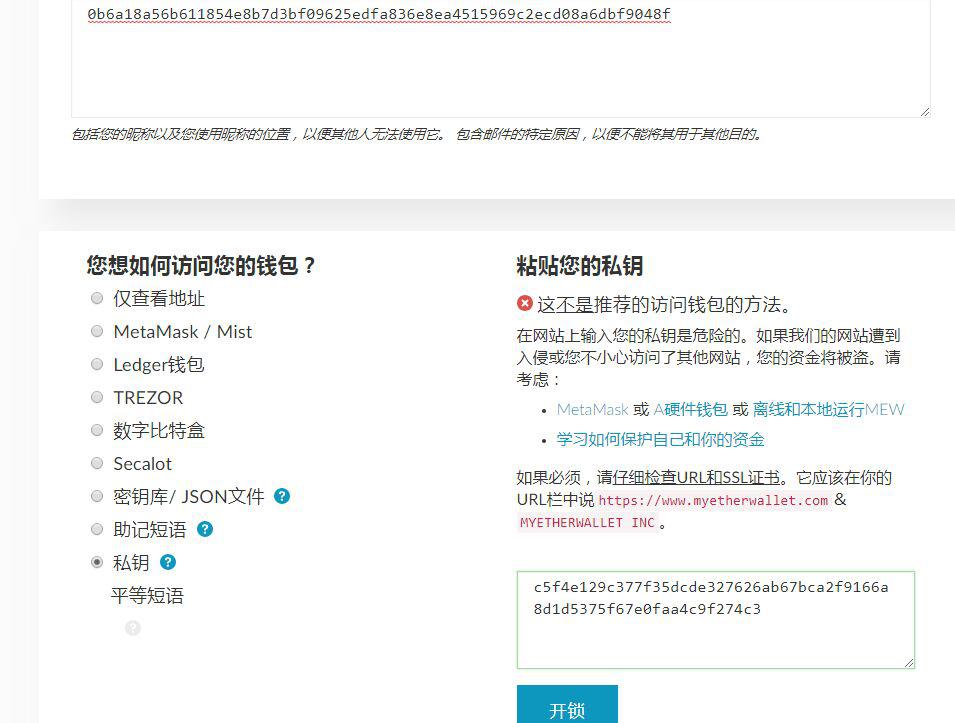 0b6a18a56b611854e8b7d3bf09625edfa836e8ea4515969c2ecd08a6dbf9048f
包括您的昵称以及您使用昵称的位置，以便其他人无法使用它。 包含邮件的特定原因，以便不能将其用于其他目的。
您想如何访问您的钱包？
仅查看地址
MetaMask / Mist
Ledger钱包
TREZOR
数字比特盒
Secalot
密钥库/ JSON文件 ?
助记短语 ?
私钥 ?
平等短语
?
粘贴您的私钥
这不是推荐的访问钱包的方法。
在网站上输入您的私钥是危险的。如果我们的网站遭到
入侵或您不小心访问了其他网站，您的资金将被盗。请
考虑：
• MetaMask 或 A硬件钱包 或 离线和本地运行MEW
• 学习如何保护自己和你的资金
如果必须，请仔细检查URL和SSL证书。它应该在你的
URL栏中说 https://www.myetherwallet.com &
MYETHERWALLET INC 。
c5f4e129c377f35dcde327626ab67bca2f9166a
8d1d5375f67e0faa4c9f274c3
开锁